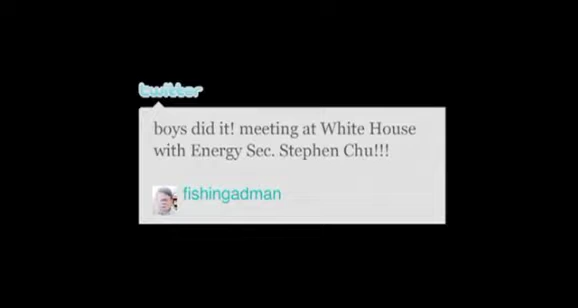 twitter
boys did it! meeting at White House
with Energy Sec. Stephen Chu!!!
fishingadman